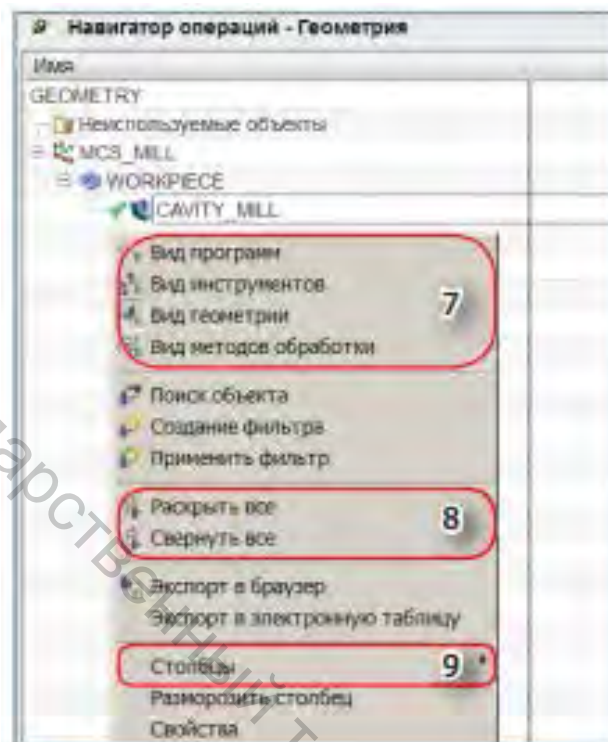 Навигатор операций - Геометрия
Имя
GEOMETRY
Неиспользуемые объекты
MCS_MILL
WORKPIECE
CAVITY_MILL
Вид программ
Вид инструментов
7
Вид геометрии
Вид методов обработки
Поиск объекта
Создание фильтра
Применить фильтр
Раскрыть все
8
Свернуть все
Экспорт в браузер
Экспорт в электронную таблицу
Столбцы 9
Разморозить столбец
Свойства